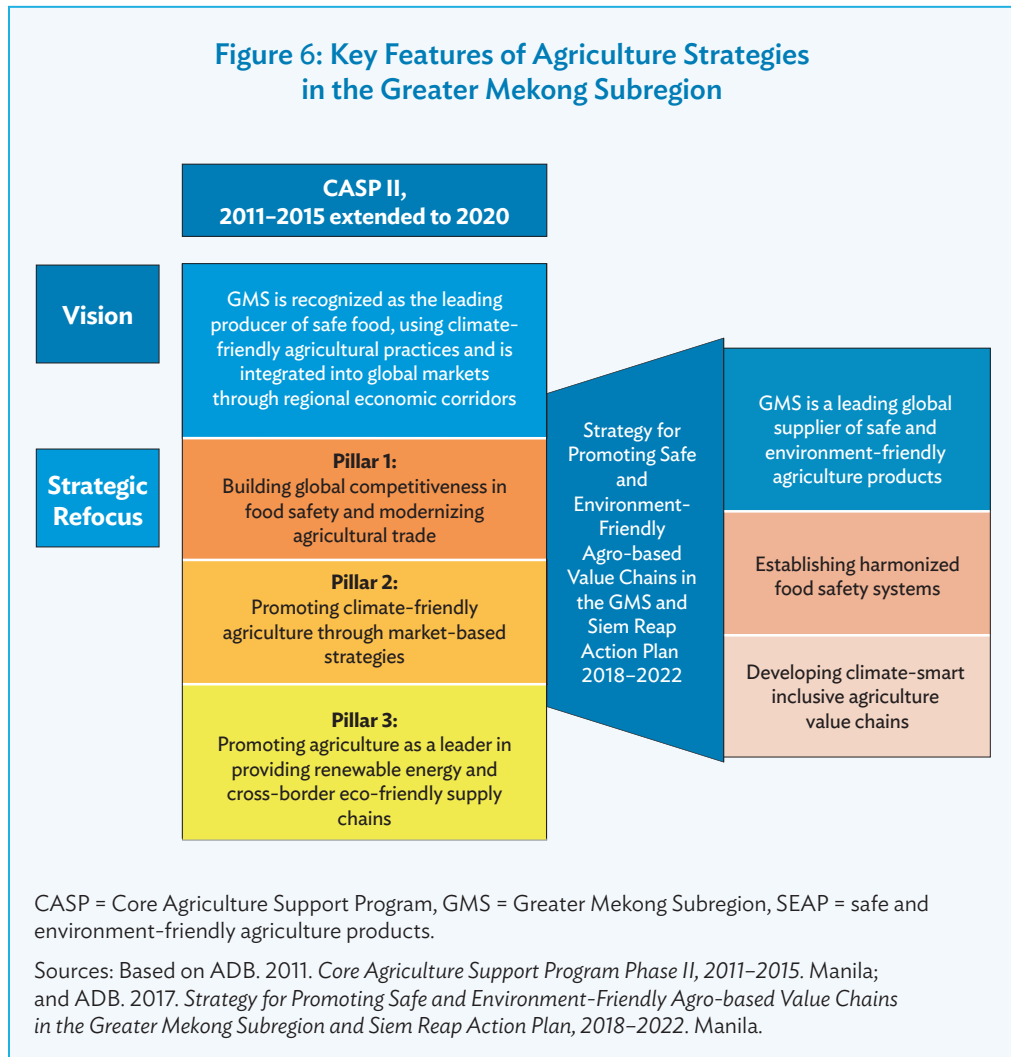 Figure 6: Key Features of Agriculture Strategies
in the Greater Mekong Subregion
CASP II,
2011–2015 extended to 2020
Vision
GMS is recognized as the leading
producer of safe food, using climate-
friendly agricultural practices and is
integrated into global markets
through regional economic corridors
Strategic
Refocus
Pillar 1:
Building global competitiveness in
food safety and modernizing
agricultural trade
Pillar 2:
Promoting climate-friendly
agriculture through market-based
strategies
Pillar 3:
Promoting agriculture as a leader in
providing renewable energy and
cross-border eco-friendly supply
chains
Strategy for
Promoting Safe
and
Environment-
Friendly
Agro-based
Value Chains in
the GMS and
Siem Reap
Action Plan
2018–2022
GMS is a leading global
supplier of safe and
environment-friendly
agriculture products
Establishing harmonized
food safety systems
Developing climate-smart
inclusive agriculture
value chains
CASP = Core Agriculture Support Program, GMS = Greater Mekong Subregion, SEAP = safe and
environment-friendly agriculture products.
Sources: Based on ADB. 2011. Core Agriculture Support Program Phase II, 2011–2015. Manila;
and ADB. 2017. Strategy for Promoting Safe and Environment-Friendly Agro-based Value Chains
in the Greater Mekong Subregion and Siem Reap Action Plan, 2018–2022. Manila.